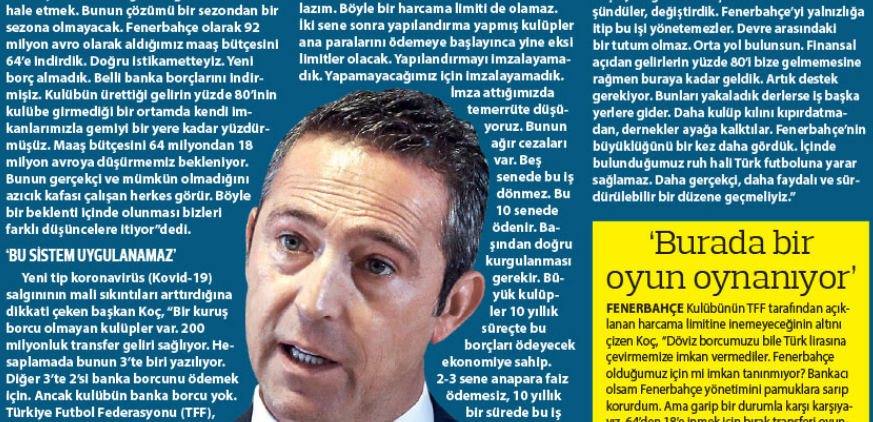 hale etmek. Bunun çözümü bir sezondan bir
sezona olmayacak. Fenerbahçe olarak 92
milyon avro olarak aldığımız maaş bütçesini
64'e indirdik. Doğru istikametteyiz. Yeni
borç almadık. Belli banka borçlarını indir-
mişiz. Kulübün ürettiği gelirin yüzde 80'inin
kulübe girmediği bir ortamda kendi im-
kanlarımızla gemiyi bir yere kadar yüzdür-
müşüz. Maaş bütçesini 64 milyondan 18
milyon avroya düşürmemiz bekleniyor.
Bunun gerçekçi ve mümkün olmadığını
azıcık kafası çalışan herkes görür. Böyle
bir beklenti içinde olunması bizleri
farklı düşüncelere itiyor"dedi.
'BU SİSTEM UYGULANAMAZ'
Yeni tip koronavirüs (Kovid-19)
salgınının mali sıkıntıları arttırdığına
dikkati çeken başkan Koç, "Bir kuruş
borcu olmayan kulüpler var. 200
milyonluk transfer geliri sağlıyor. He-
saplamada bunun 3'te biri yazılıyor.
Diğer 3'te 2'si banka borcunu ödemek
için. Ancak kulübün banka borcu yok.
Türkiye Futbol Federasyonu (TFF),
lazım. Böyle bir harcama limiti de olamaz.
İki sene sonra yapılandırma yapmış kulüpler
ana paralarını ödemeye başlayınca yine eksi
limitler olacak. Yapılandırmayı imzalayama-
dık. Yapamayacağımız için imzalayamadık.
İmza attığımızda
temerrüte düşü-
yoruz. Bunun
ağır cezaları
var. Beş
senede bu iş
dönmez. Bu
10 senede
ödenir. Ba-
şından doğru
kurgulanması
gerekir. Bü-
yük kulüp-
ler 10 yıllık
süreçte bu
borçları ödeyecek
ekonomiye sahip.
2-3 sene anapara faiz
ödemesiz, 10 yıllık
bir sürede bu iş
şündüler, değiştirdik. Fenerbahçe'yi yalnızlığa
itip bu işi yönetemezler. Devre arasındaki
bir tutum olmaz. Orta yol bulunsun. Finansal
açıdan gelirlerin yüzde 80'i bize gelmemesine
rağmen buraya kadar geldik. Artık destek
gerekiyor. Bunları yakaladık derlerse iş başka
yerlere gider. Daha kulüp kılını kıpırdatma-
dan, dernekler ayağa kalktılar. Fenerbahçe'nin
büyüklüğünü bir kez daha gördük. İçinde
bulunduğumuz ruh hali Türk futboluna yarar
sağlamaz. Daha gerçekçi, daha faydalı ve sür-
dürülebilir bir düzene geçmeliyiz."
'Burada bir
oyun oynanıyor'
FENERBAHÇE Kulübünün TFF tarafından açık-
lanan harcama limitine inemeyeceğinin altını
çizen Koç, "Döviz borcumuzu bile Türk lirasına
çevirmemize imkan vermediler. Fenerbahçe
olduğumuz için mi imkan tanınmıyor? Bankacı
olsam Fenerbahçe yönetimini pamuklara sarıp
korurdum. Ama garip bir durumla karşı karşıya-
yız. 64'den 18'e inmek için bırak transferi oyun-